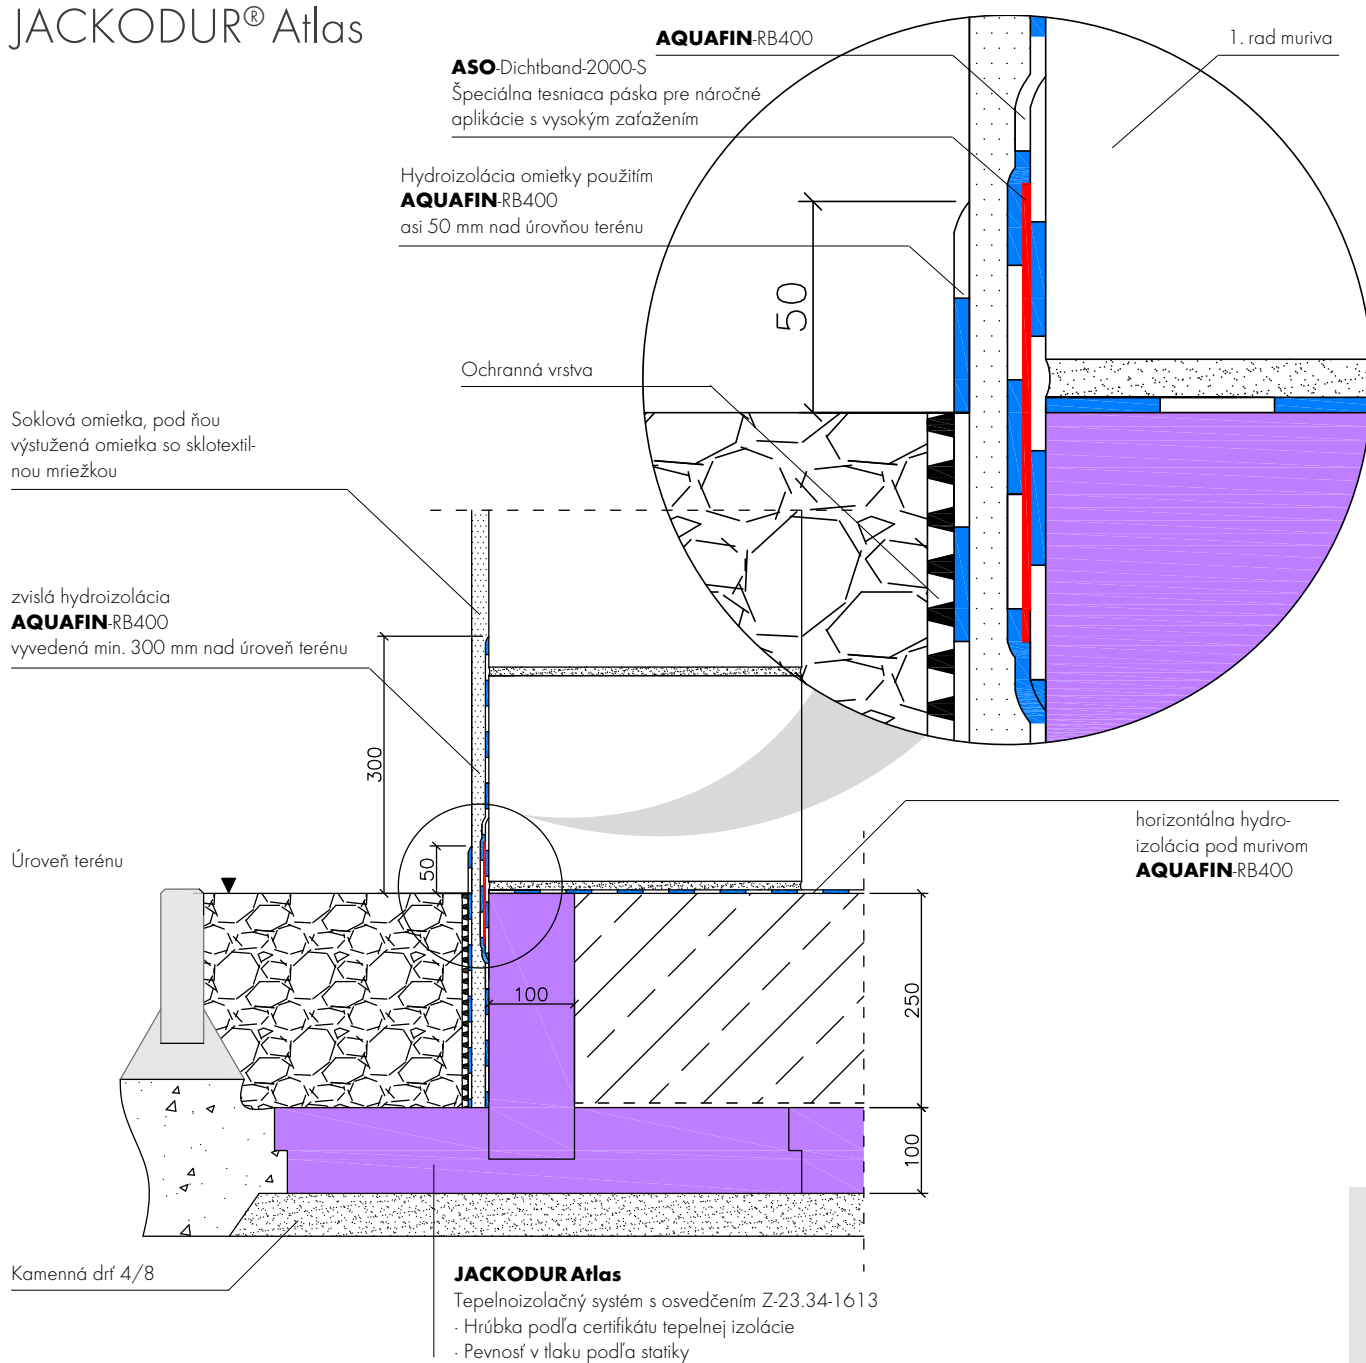 JACKODUR® Atlas
AQUAFIN-RB400
1. rad muriva
ASO-Dichtband-2000-S
Špeciálna tesniaca páska pre náročné
aplikácie s vysokým zaťažením
Hydroizolácia omietky použitím
AQUAFIN-RB400
asi 50 mm nad úrovňou terénu
50
Ochranná vrstva
Soklová omietka, pod ňou
výstužená omietka so sklotextil-
nou mriežkou
zvislá hydroizolácia
AQUAFIN-RB400
vyvedená min. 300 mm nad úroveň terénu
300
horizontálna hydro-
izolácia pod murivom
AQUAFIN-RB400
Úroveň terénu
50
100
250
100
Kamenná drť 4/8
JACKODUR Atlas
Tepelnoizolačný systém s osvedčením Z-23.34-1613
· Hrúbka podľa certifikátu tepelnej izolácie
· Pevnosť v tlaku podľa statiky